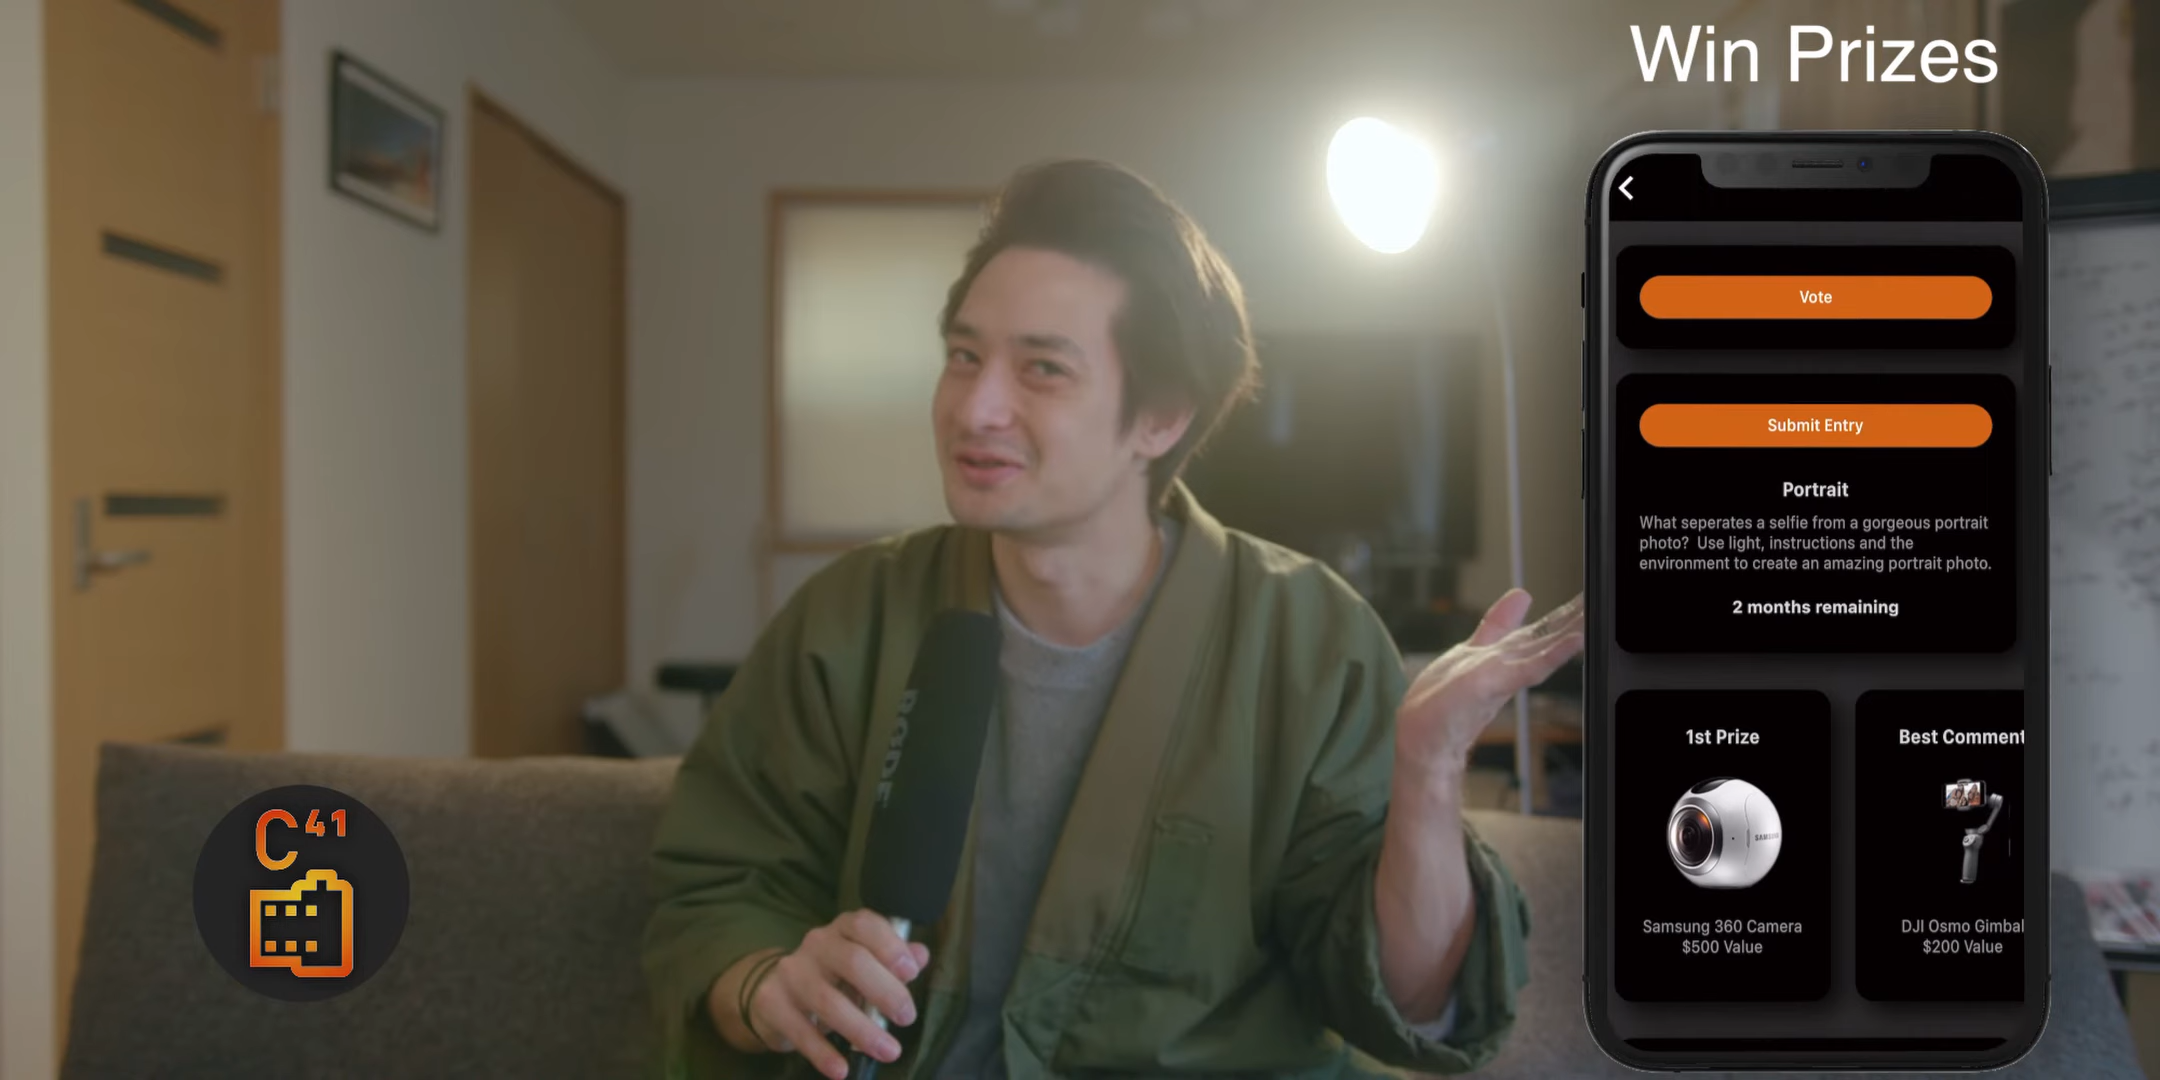 Win Prizes
Vote
Submit Entry
Portrait
What seperates a selfie from a gorgeous portrait
photo? Use light, instructions and the
environment to create an amazing portrait photo.
2 months remaining
1st Prize
SAMSUNG
Samsung 360 Camera
$500 Value
Best Comment
DJI Osmo Gimbal
$200 Value
RODE
C41